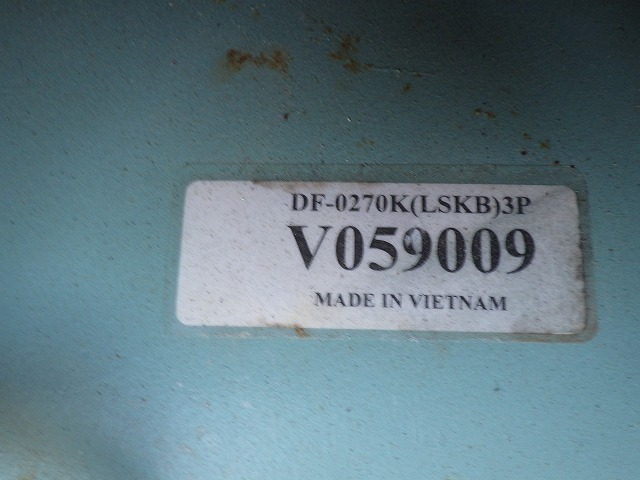 DF-0270K(LSKB)3P
V059009
MADE IN VIETNAM